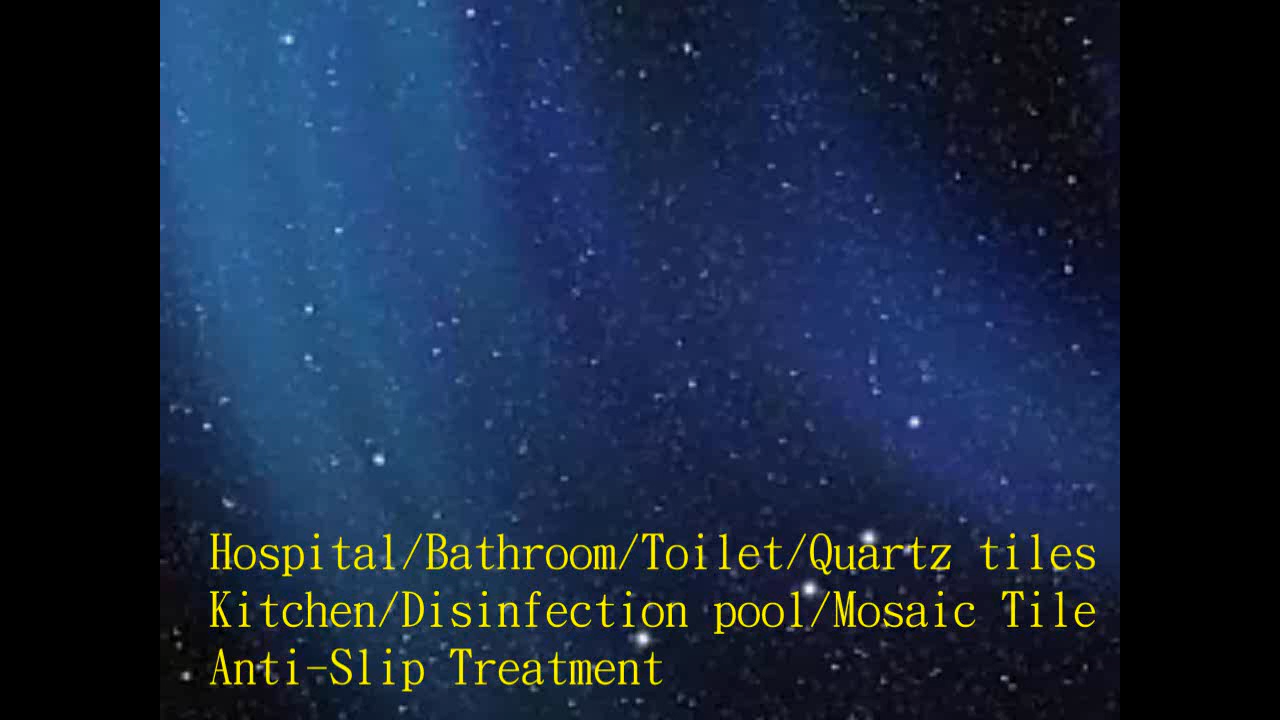 Hospital/Bathroom/Toilet/Quartz tiles
Kitchen/Disinfection pool/Mosaic Tile
Anti-Slip Treatment